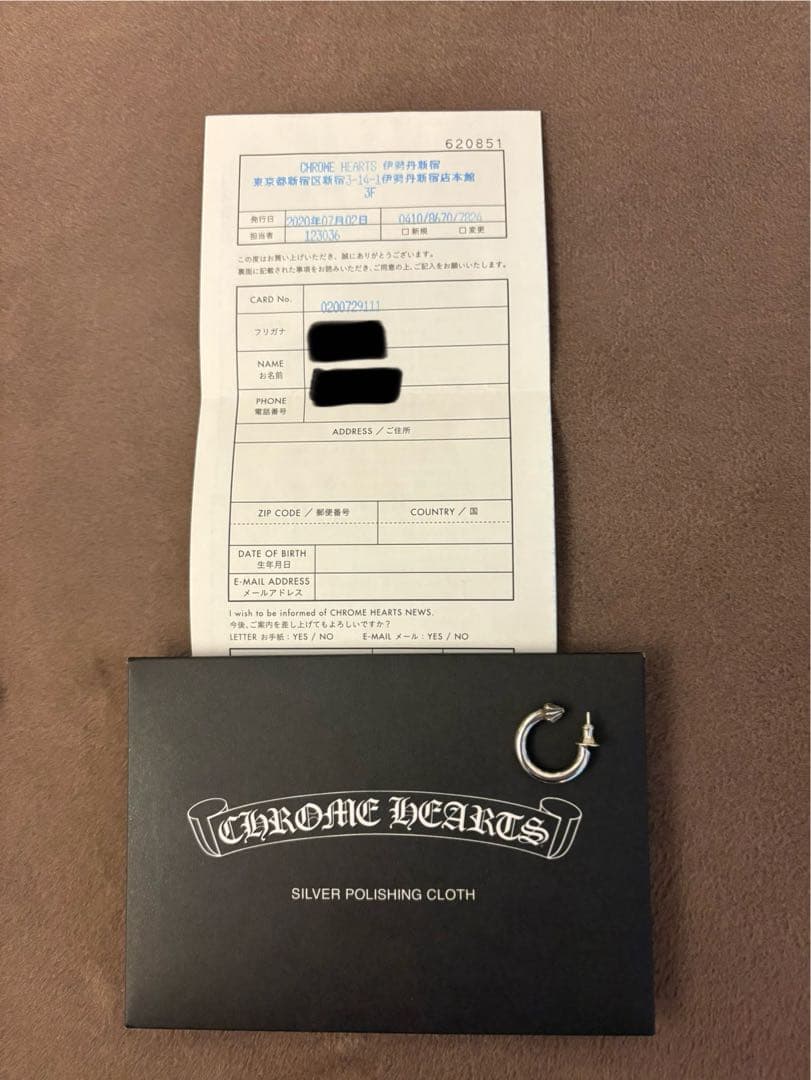 620851
CHROME HEARTS 伊勢丹新宿
東京都新宿区新宿3-14-1伊勢丹新宿店本館
3F
発行日 2020年07月02日 0410/8670/7824
担当者 123036 □ 新規 □ 変更
この度はお買い上げいただき、誠にありがとうございます。
裏面に記載された事項をお読みいただき、ご同意の上、ご記入をお願いいたします。
CARD No. 0200729111
フリガナ
NAME
お名前
PHONE
電話番号
ADDRESS / ご住所
ZIP CODE / 郵便番号 COUNTRY / 国
DATE OF BIRTH
生年月日
E-MAIL ADDRESS
メールアドレス
I wish to be informed of CHROME HEARTS NEWS.
今後、ご案内を差し上げてもよろしいですか？
LETTER お手紙：YES / NO E-MAIL メール：YES / NO
CHROME HEARTS
SILVER POLISHING CLOTH